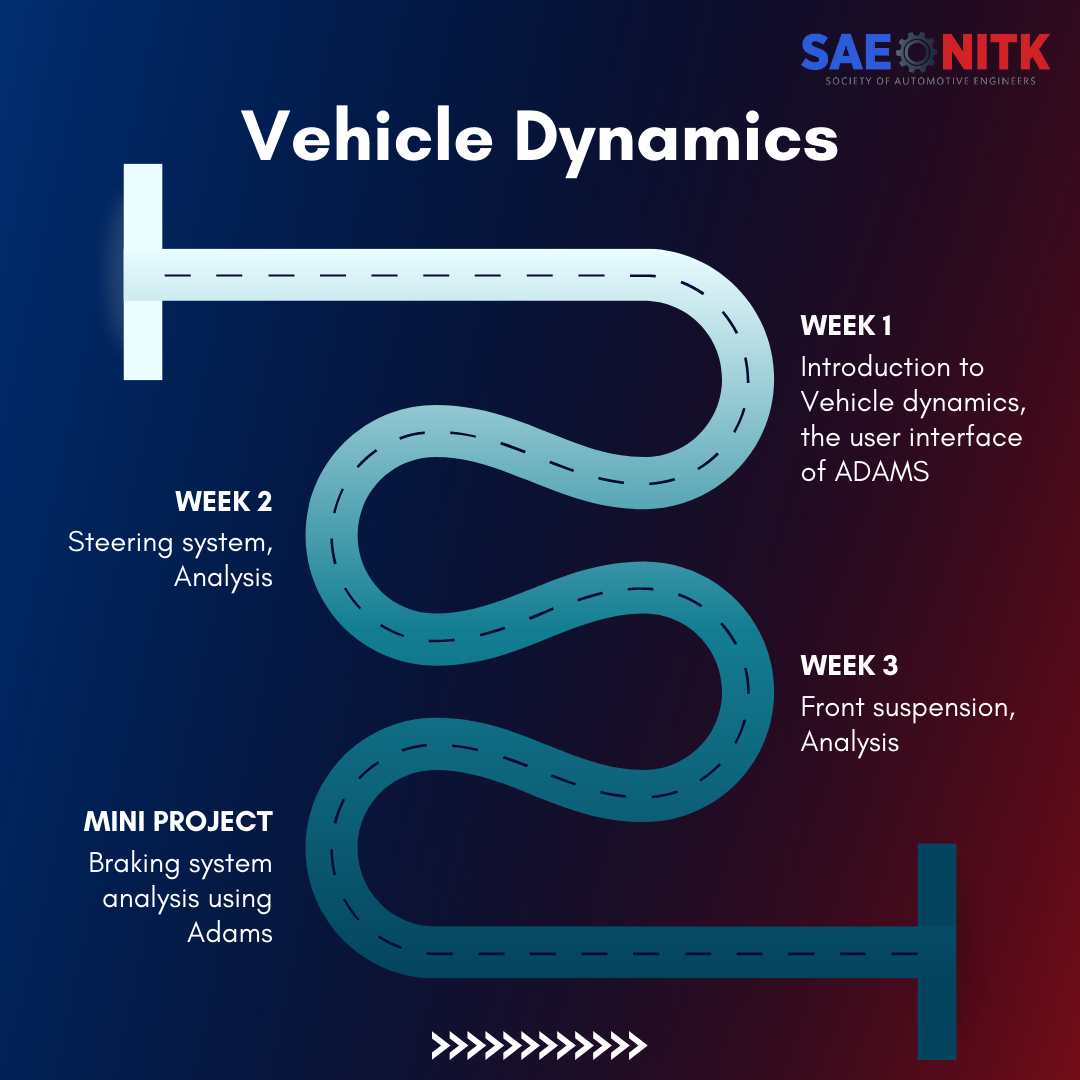 SAE NITK
SOCIETY OF AUTOMOTIVE ENGINEERS
Vehicle Dynamics
WEEK 1
Introduction to
Vehicle dynamics,
the user interface
of ADAMS
WEEK 2
Steering system,
Analysis
WEEK 3
Front suspension,
Analysis
MINI PROJECT
Braking system
analysis using
Adams